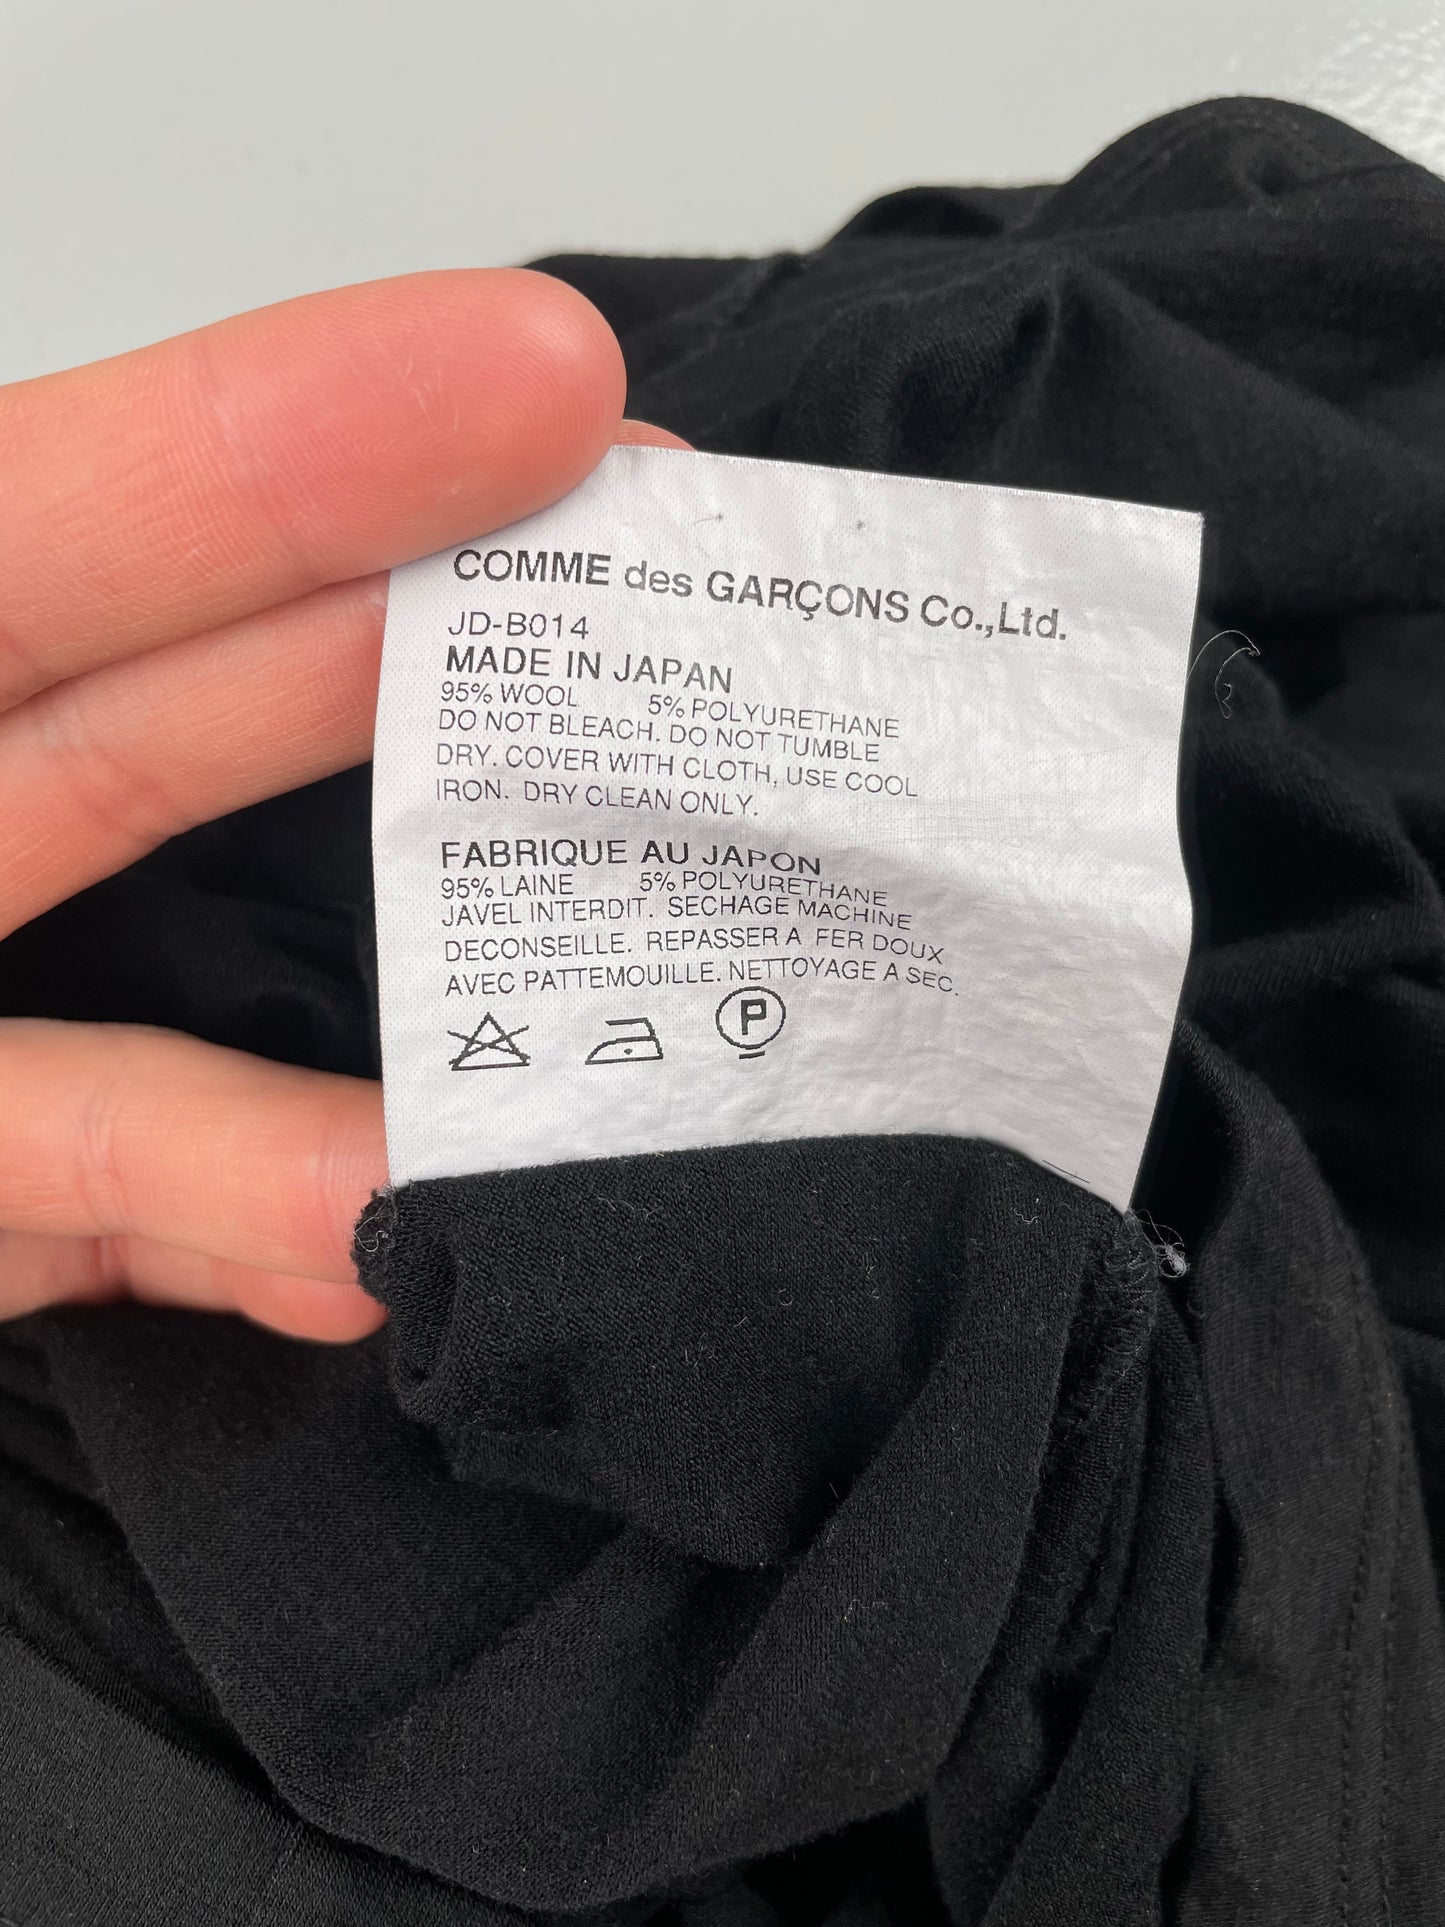 COMME des GARÇONS Co.,Ltd.
JD-B014
MADE IN JAPAN
95% WOOL 5% POLYURETHANE
DO NOT BLEACH. DO NOT TUMBLE
DRY. COVER WITH CLOTH, USE COOL
IRON. DRY CLEAN ONLY.
FABRIQUE AU JAPON
95% LAINE 5% POLYURETHANE
JAVEL INTERDIT. SECHAGE MACHINE
DECONSEILLE. REPASSER A FER DOUX
AVEC PATTEMOUILLE. NETTOYAGE A SEC.
P